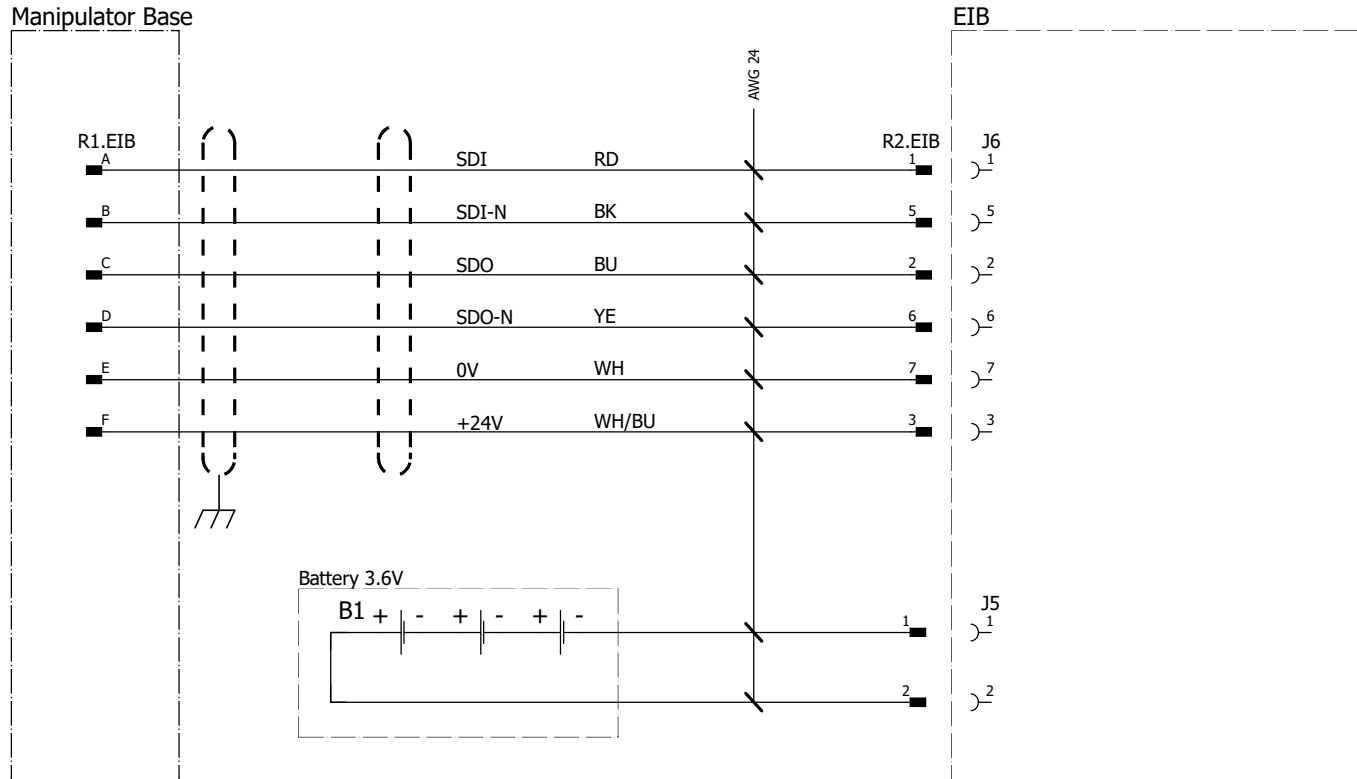 Manipulator Base
EIB
AWG 24
R1.EIB
R2.EIB
J6
A SDI RD 1 1
B SDI-N BK 5 5
C SDO BU 2 2
D SDO-N YE 6 6
E 0V WH 7 7
F +24V WH/BU 3 3
Battery 3.6V
B1 + - + - + -
J5
1 1
2 2